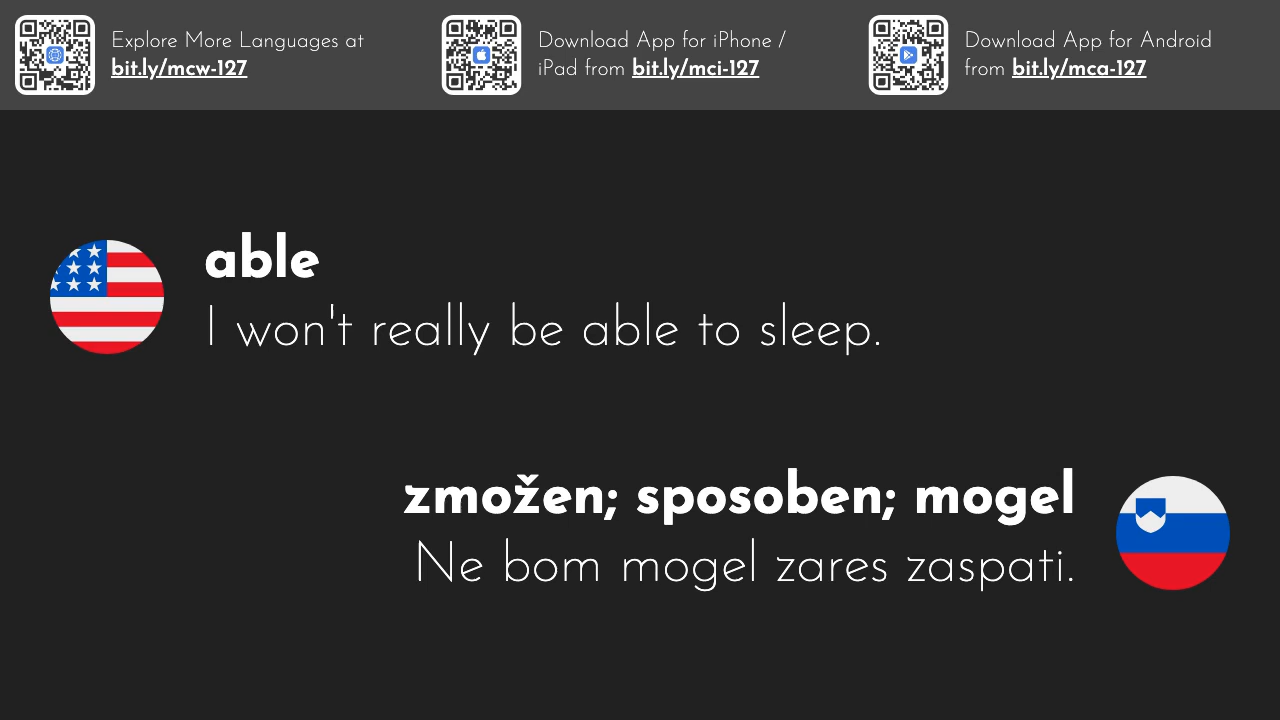 Explore More Languages at
bit.ly/mcw-127
Download App for iPhone /
iPad from bit.ly/mci-127
Download App for Android
from bit.ly/mca-127
able
I won't really be able to sleep.
zmožen; sposoben; mogel
Ne bom mogel zares zaspati.